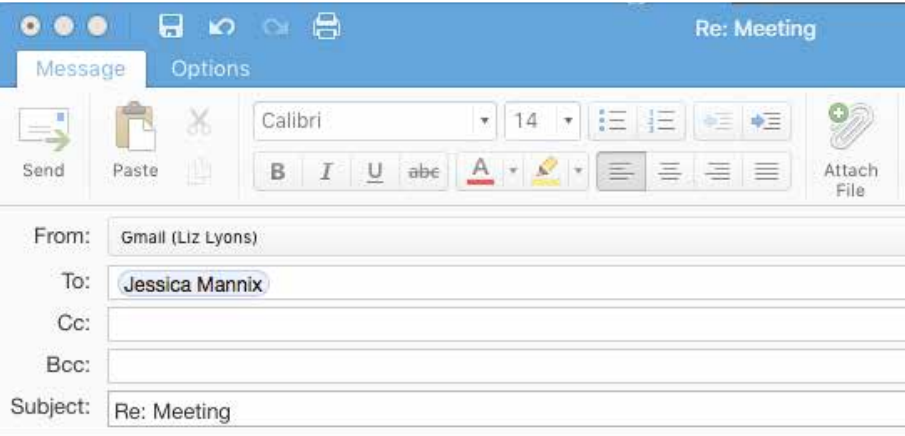 Re: Meeting
Message Options
Calibri 14
Send Paste B I U abe A Attach
File
From: Gmail (Liz Lyons)
To: Jessica Mannix
Cc:
Bcc:
Subject: Re: Meeting